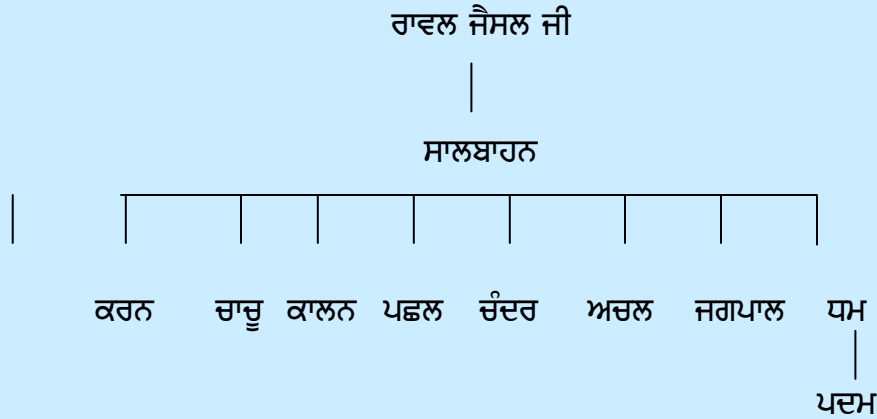 ਰਾਵਲ ਜੈਸਲ ਜੀ
ਸਾਲਬਾਹਨ
ਕਰਨ ਚਾਚੂ ਕਾਲਨ ਪਛਲ ਚੰਦਰ ਅਚਲ ਜਗਪਾਲ ਧਮ
ਪਦਮ